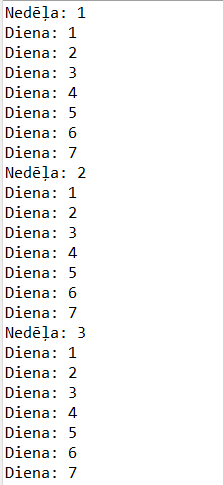 Nedēļa: 1
Diena: 1
Diena: 2
Diena: 3
Diena: 4
Diena: 5
Diena: 6
Diena: 7
Nedēļa: 2
Diena: 1
Diena: 2
Diena: 3
Diena: 4
Diena: 5
Diena: 6
Diena: 7
Nedēļa: 3
Diena: 1
Diena: 2
Diena: 3
Diena: 4
Diena: 5
Diena: 6
Diena: 7